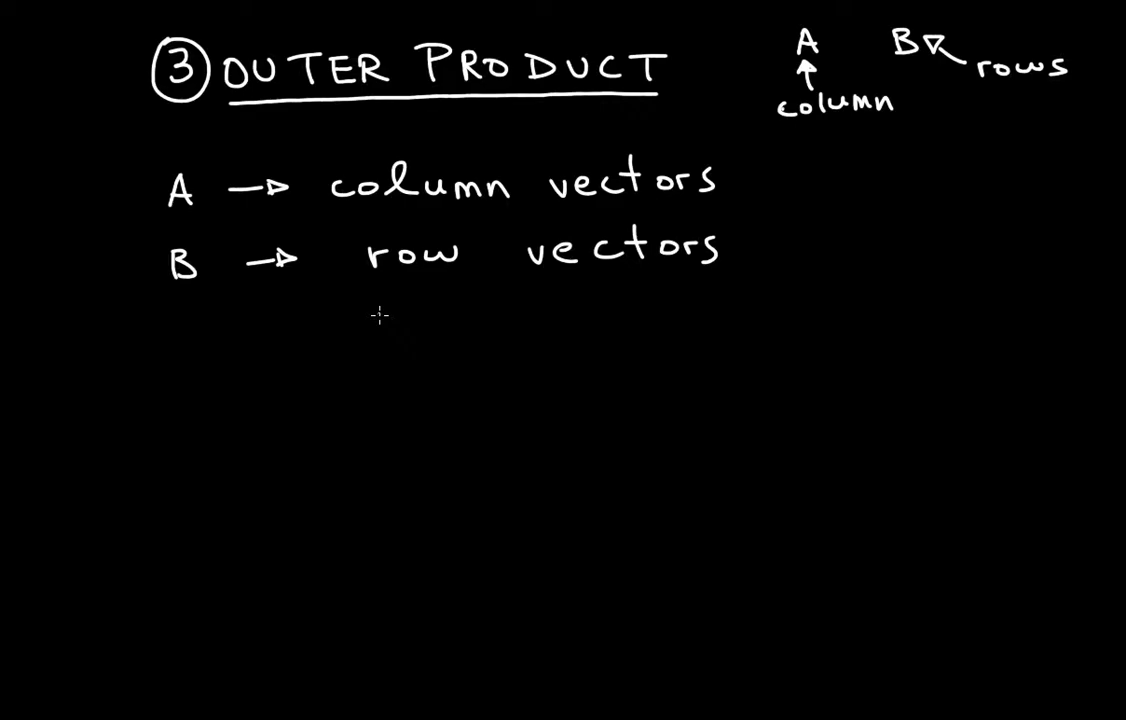 ③ OUTER PRODUCT
A B rows
column
A → column vectors
B → row vectors